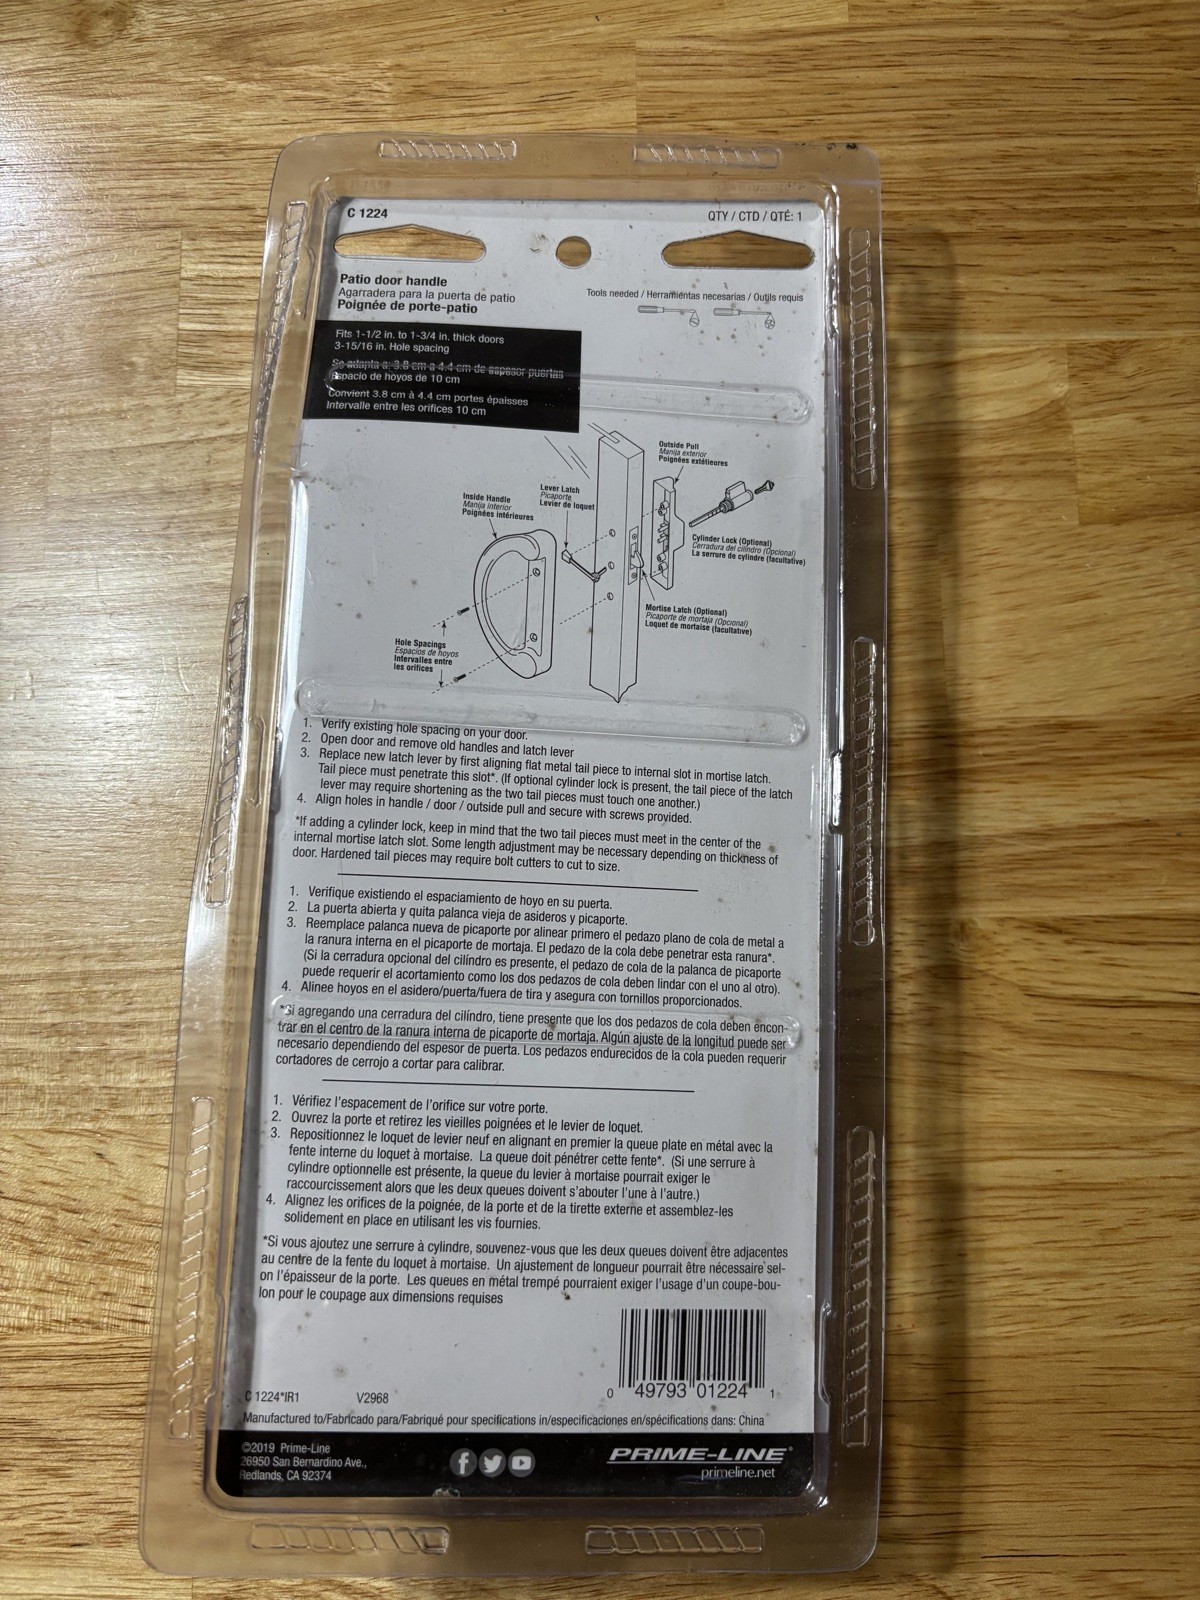 C 1224
QTY / CTD / QTÉ: 1
Patio door handle
Agarradera para la puerta de patio
Poignée de porte-patio
Tools needed / Herramientas necesarias / Outils requis
Fits 1-1/2 in. to 1-3/4 in. thick doors
3-15/16 in. Hole spacing
Se adapta a: 3.8 cm a 4.4 cm de espesor puertas
Espacio de hoyos de 10 cm
Convient 3.8 cm à 4.4 cm portes épaisses
Intervalle entre les orifices 10 cm
Outside Pull
Manija exterior
Poignées extétieures
Lever Latch
Picaporte
Levier de loquet
Inside Handle
Manija interior
Poignées intérieures
Cylinder Lock (Optional)
Cerradura del cilindro (Opcional)
La serrure de cylindre (facultative)
Mortise Latch (Optional)
Picaporte de mortaja (Opcional)
Loquet de mortaise (facultative)
Hole Spacings
Espacios de hoyos
Intervalles entre
les orifices
1. Verify existing hole spacing on your door.
2. Open door and remove old handles and latch lever
3. Replace new latch lever by first aligning flat metal tail piece to internal slot in mortise latch.
Tail piece must penetrate this slot*. (If optional cylinder lock is present, the tail piece of the latch
lever may require shortening as the two tail pieces must touch one another.)
4. Align holes in handle / door / outside pull and secure with screws provided.
*If adding a cylinder lock, keep in mind that the two tail pieces must meet in the center of the
internal mortise latch slot. Some length adjustment may be necessary depending on thickness of
door. Hardened tail pieces may require bolt cutters to cut to size.
1. Verifique existiendo el espaciamiento de hoyo en su puerta.
2. La puerta abierta y quita palanca vieja de asideros y picaporte.
3. Reemplace palanca nueva de picaporte por alinear primero el pedazo plano de cola de metal a
la ranura interna en el picaporte de mortaja. El pedazo de la cola debe penetrar esta ranura*.
(Si la cerradura opcional del cilindro es presente, el pedazo de cola de la palanca de picaporte
puede requerir el acortamiento como los dos pedazos de cola deben lindar con el uno al otro).
4. Alinee hoyos en el asidero/puerta/fuera de tira y asegura con tornillos proporcionados.
*Si agregando una cerradura del cilindro, tiene presente que los dos pedazos de cola deben encon-
trar en el centro de la ranura interna de picaporte de mortaja. Algún ajuste de la longitud puede ser
necesario dependiendo del espesor de puerta. Los pedazos endurecidos de la cola pueden requerir
cortadores de cerrojo a cortar para calibrar.
1. Vérifiez l'espacement de l'orifice sur votre porte.
2. Ouvrez la porte et retirez les vieilles poignées et le levier de loquet.
3. Repositionnez le loquet de levier neuf en alignant en premier la queue plate en métal avec la
fente interne du loquet à mortaise. La queue doit pénétrer cette fente*. (Si une serrure à
cylindre optionnelle est présente, la queue du levier à mortaise pourrait exiger le
raccourcissement alors que les deux queues doivent s'abouter l'une à l'autre.)
4. Alignez les orifices de la poignée, de la porte et de la tirette externe et assemblez-les
solidement en place en utilisant les vis fournies.
*Si vous ajoutez une serrure à cylindre, souvenez-vous que les deux queues doivent être adjacentes
au centre de la fente du loquet à mortaise. Un ajustement de longueur pourrait être nécessaire sel-
on l'épaisseur de la porte. Les queues en métal trempé pourraient exiger l'usage d'un coupe-bou-
lon pour le coupage aux dimensions requises
0 49793 01224 1
C 1224*IR1 V2968
Manufactured to/Fabricado para/Fabriqué pour specifications in/especificaciones en/spécifications dans: China
©2019 Prime-Line
26950 San Bernardino Ave.,
Redlands, CA 92374
PRIME-LINE®
primeline.net